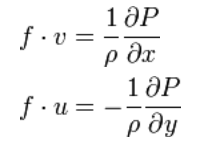 f · v = 1/ρ ∂P/∂x
f · u = − 1/ρ ∂P/∂y